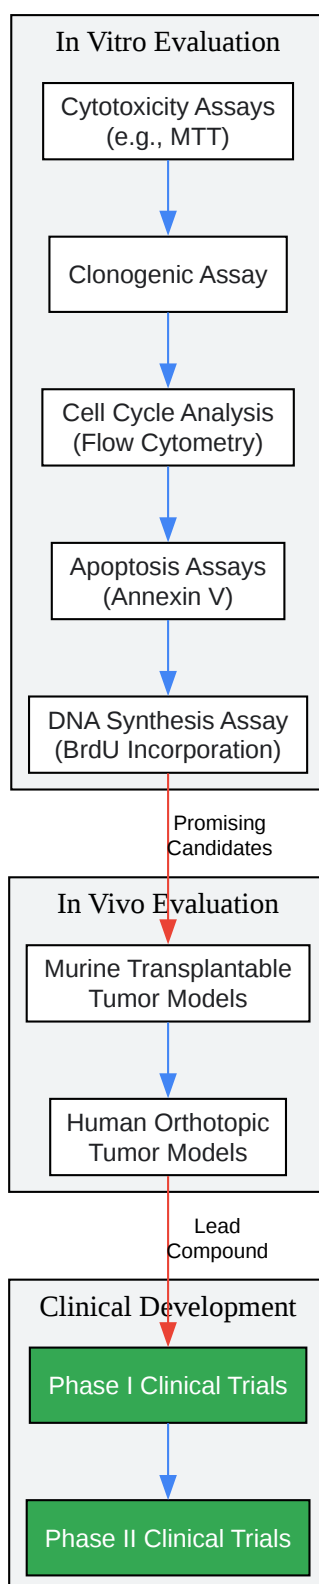 In Vitro Evaluation
Cytotoxicity Assays
(e.g., MTT)
Clonogenic Assay
Cell Cycle Analysis
(Flow Cytometry)
Apoptosis Assays
(Annexin V)
DNA Synthesis Assay
(BrdU Incorporation)
Promising
Candidates
In Vivo Evaluation
Murine Transplantable
Tumor Models
Human Orthotopic
Tumor Models
Lead
Compound
Clinical Development
Phase I Clinical Trials
Phase II Clinical Trials